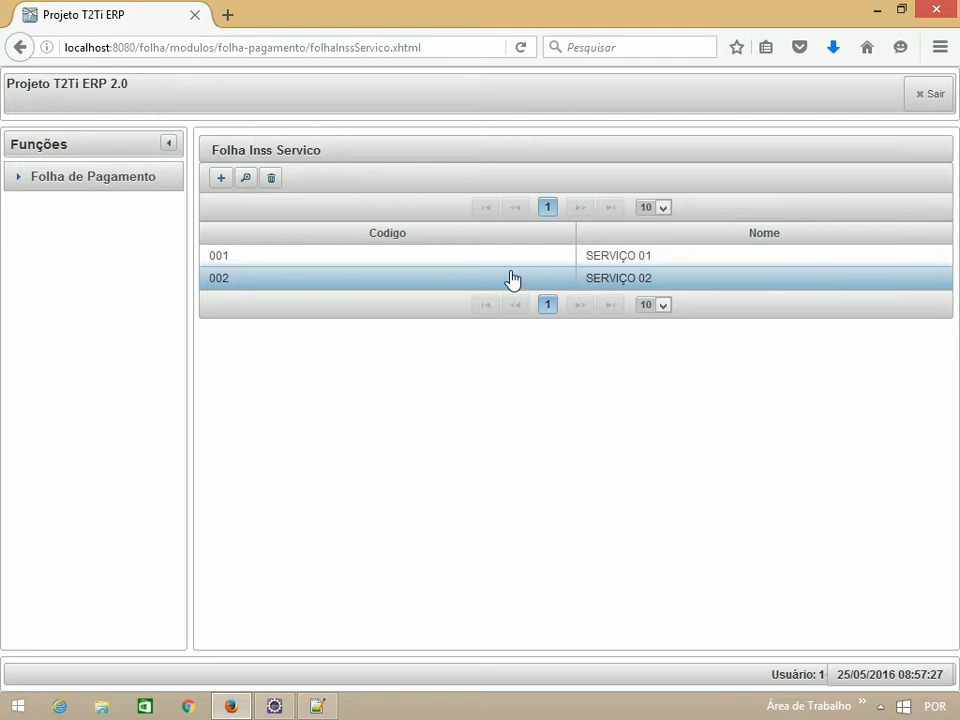 Projeto T2Ti ERP
localhost:8080/folha/modulos/folha-pagamento/folhaInssServico.xhtml
Pesquisar
Projeto T2Ti ERP 2.0
Sair
Funções
Folha de Pagamento
Folha Inss Servico
1
10
Codigo
Nome
001
SERVIÇO 01
002
SERVIÇO 02
1
10
Usuário: 1
25/05/2016 08:57:27
Área de Trabalho
POR